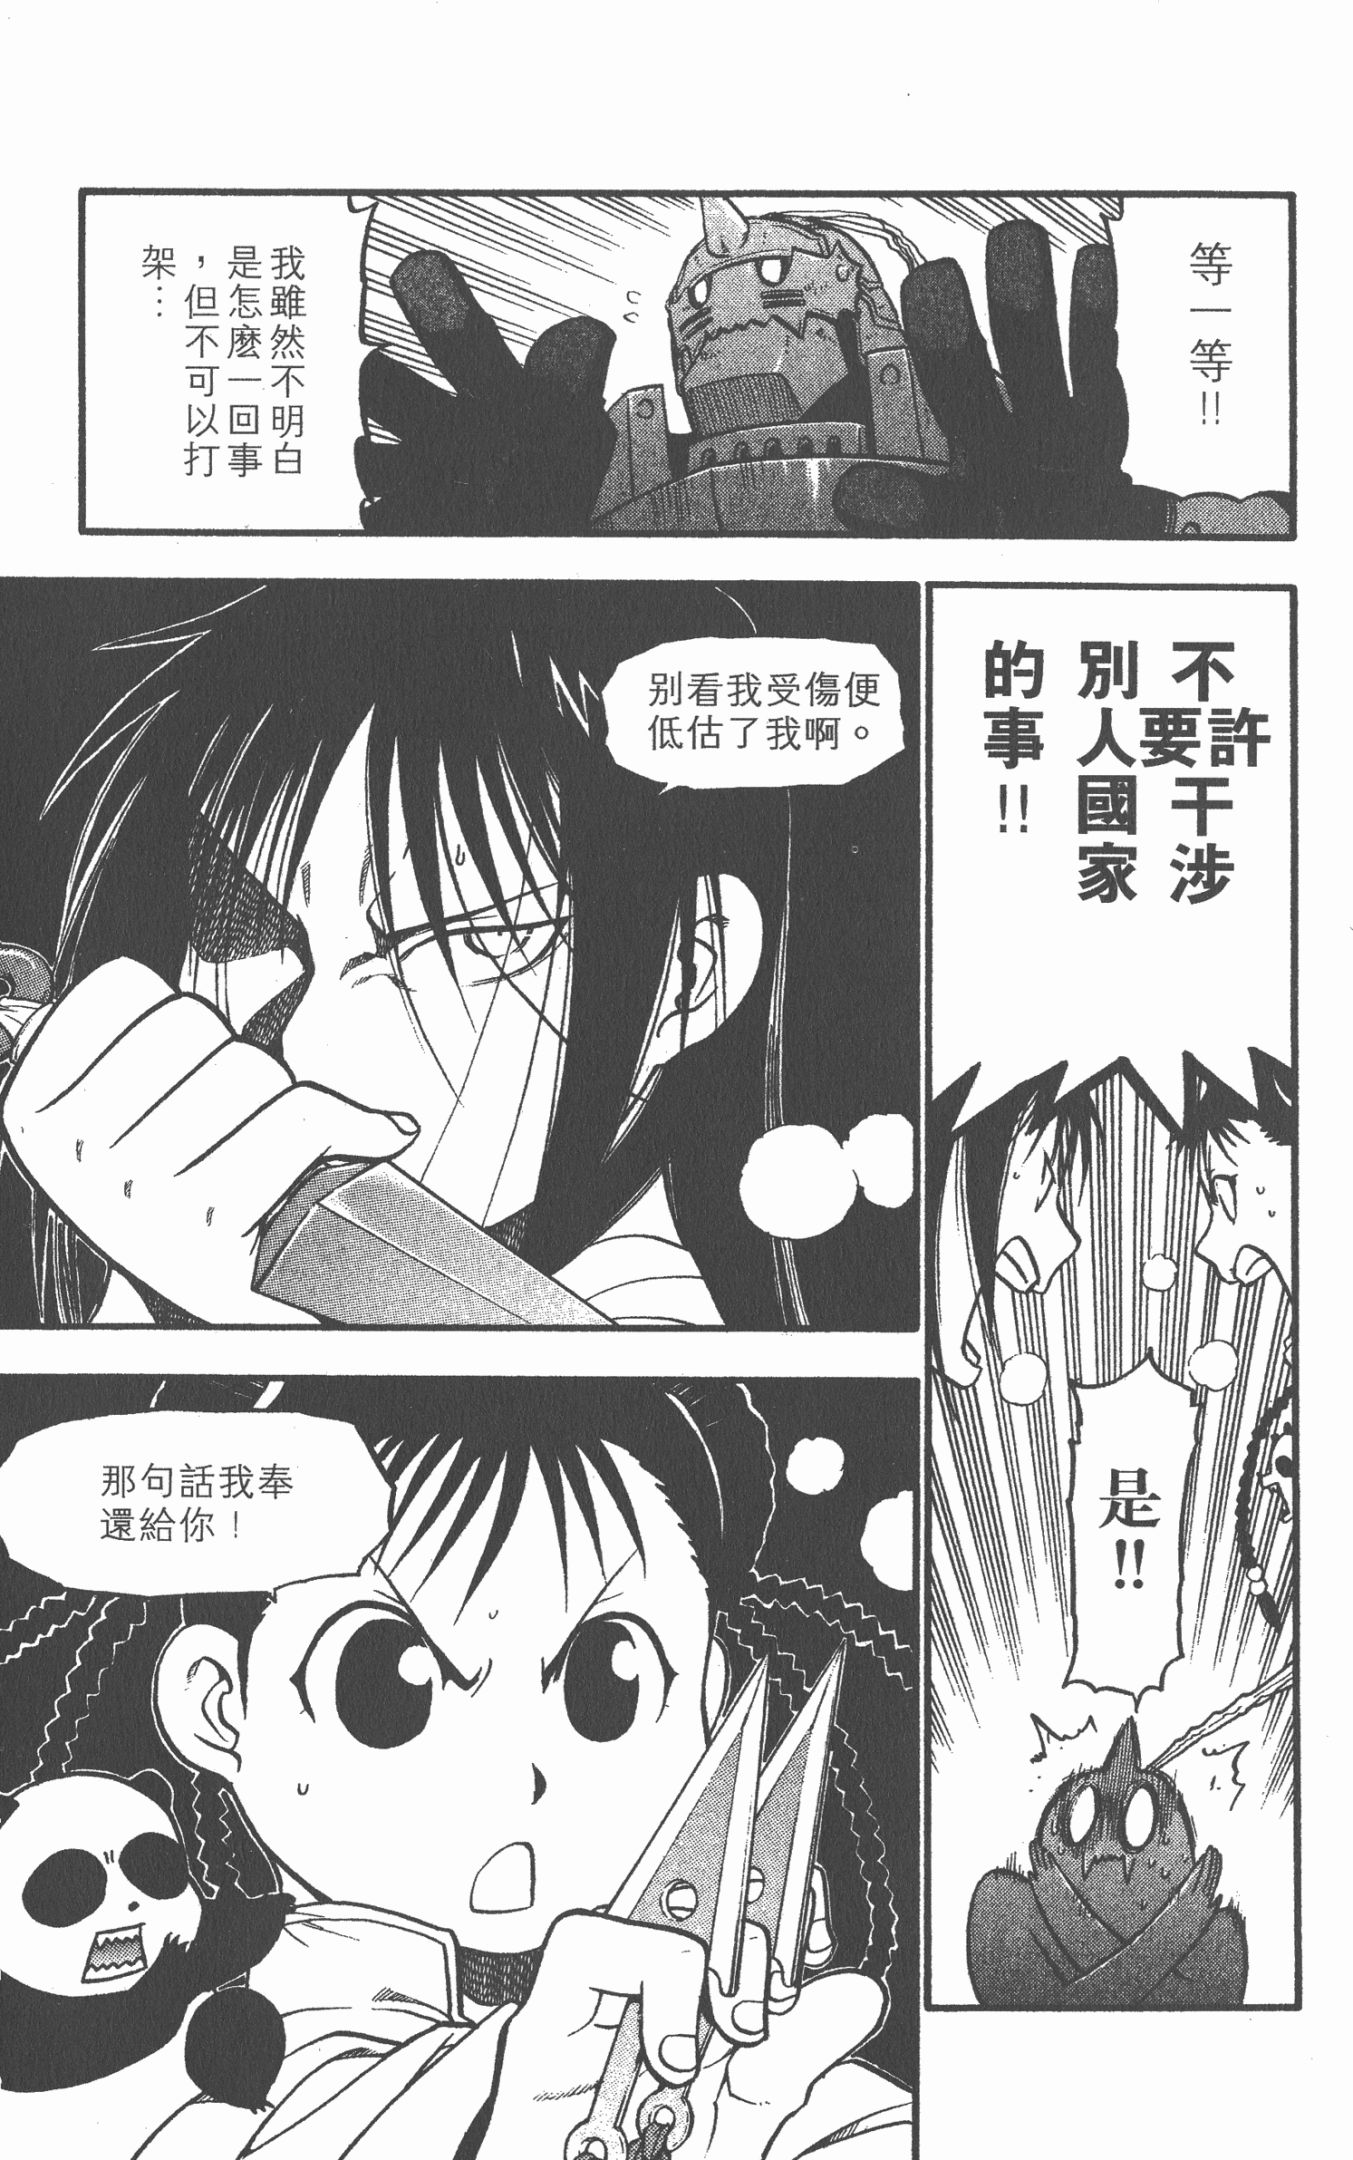 等一等!!
我雖然不明白
是怎麼一回事
，但不可以打
架…
不許要干涉
別人國家
的事!!
是!!
別看我受傷便
低估了我啊。
那句話我奉
還給你！